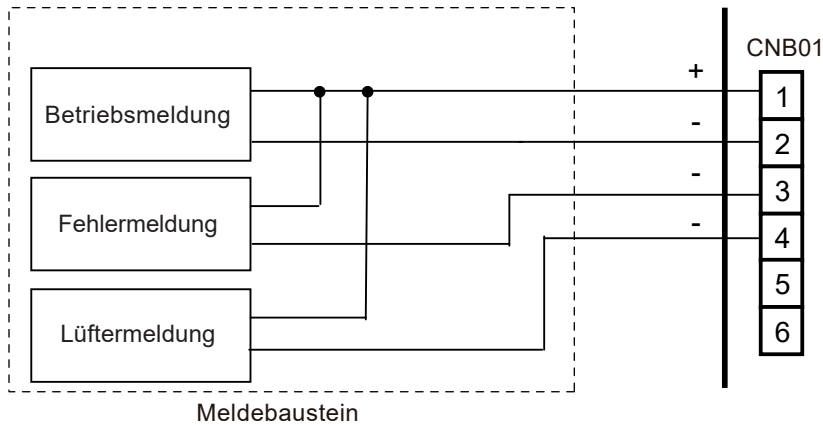 CNB01
+
Betriebsmeldung
1
-
2
-
Fehlermeldung
3
-
4
5
Lüftermeldung
6
Meldebaustein